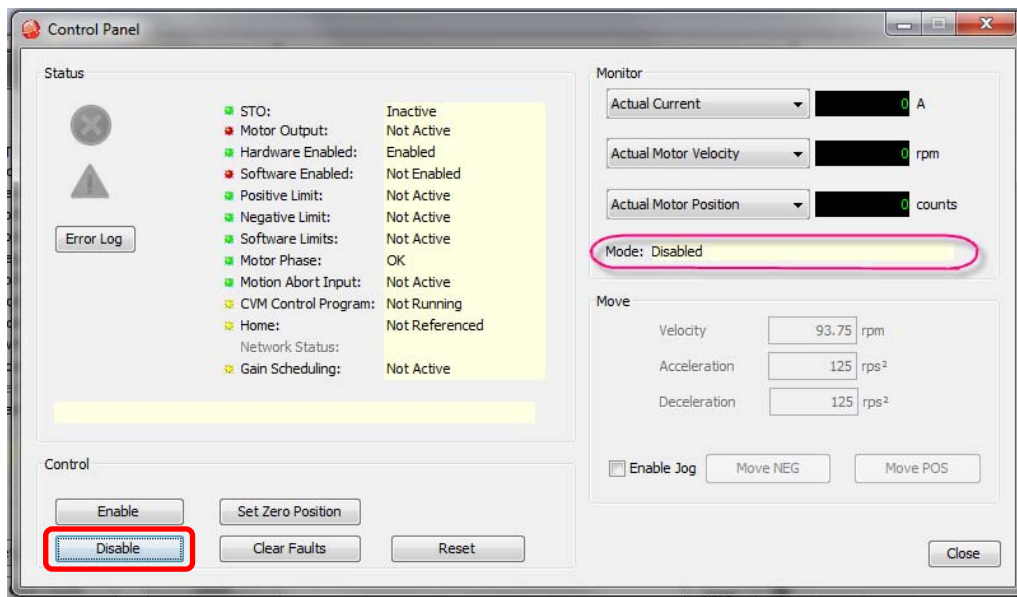 Control Panel
Status
STO: Inactive
Motor Output: Not Active
Hardware Enabled: Enabled
Software Enabled: Not Enabled
Positive Limit: Not Active
Negative Limit: Not Active
Software Limits: Not Active
Motor Phase: OK
Motion Abort Input: Not Active
CVM Control Program: Not Running
Home: Not Referenced
Network Status:
Gain Scheduling: Not Active
Error Log
Control
Enable
Set Zero Position
Disable
Clear Faults
Reset
Monitor
Actual Current 0 A
Actual Motor Velocity 0 rpm
Actual Motor Position 0 counts
Mode: Disabled
Move
Velocity 93.75 rpm
Acceleration 125 rps²
Deceleration 125 rps²
Enable Jog
Move NEG
Move POS
Close